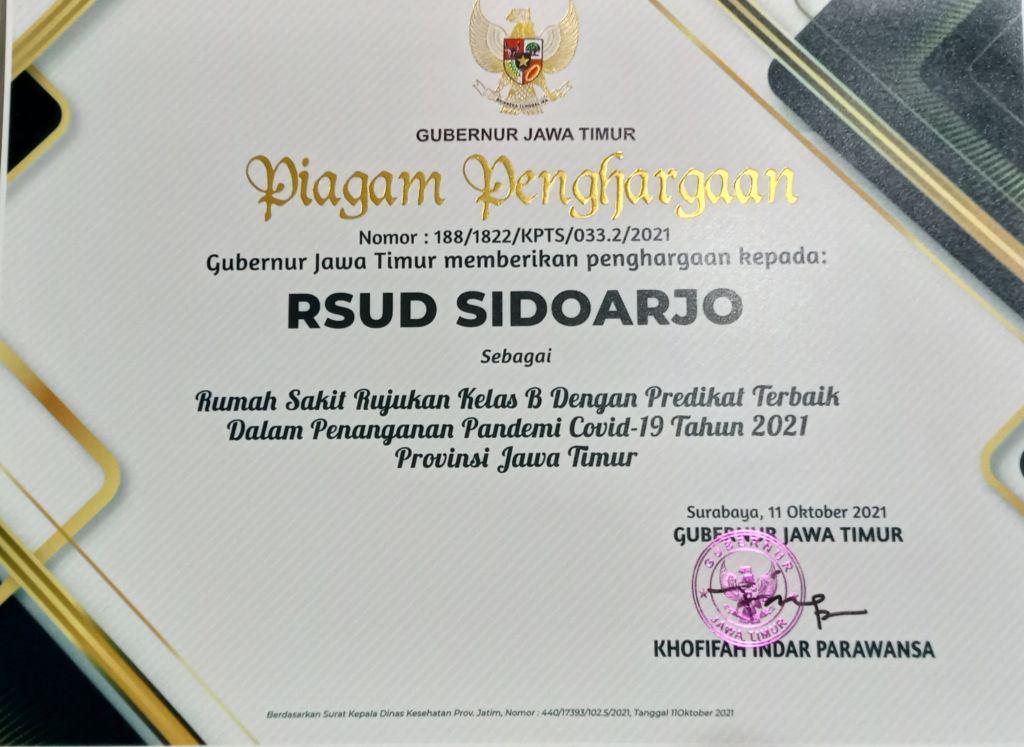 GUBERNUR JAWA TIMUR
Piagam Penghargaan
Nomor : 188/1822/KPTS/033.2/2021
Gubernur Jawa Timur memberikan penghargaan kepada:
RSUD SIDOARJO
Sebagai
Rumah Sakit Rujukan Kelas B Dengan Predikat Terbaik
Dalam Penanganan Pandemi Covid-19 Tahun 2021
Provinsi Jawa Timur
Surabaya, 11 Oktober 2021
GUBERNUR JAWA TIMUR
GUBERNUR
JAWA TIMUR
KHOFIFAH INDAR PARAWANSA
Berdasarkan Surat Kepala Dinas Kesehatan Prov. Jatim, Nomor : 440/17393/102.5/2021, Tanggal 11Oktober 2021